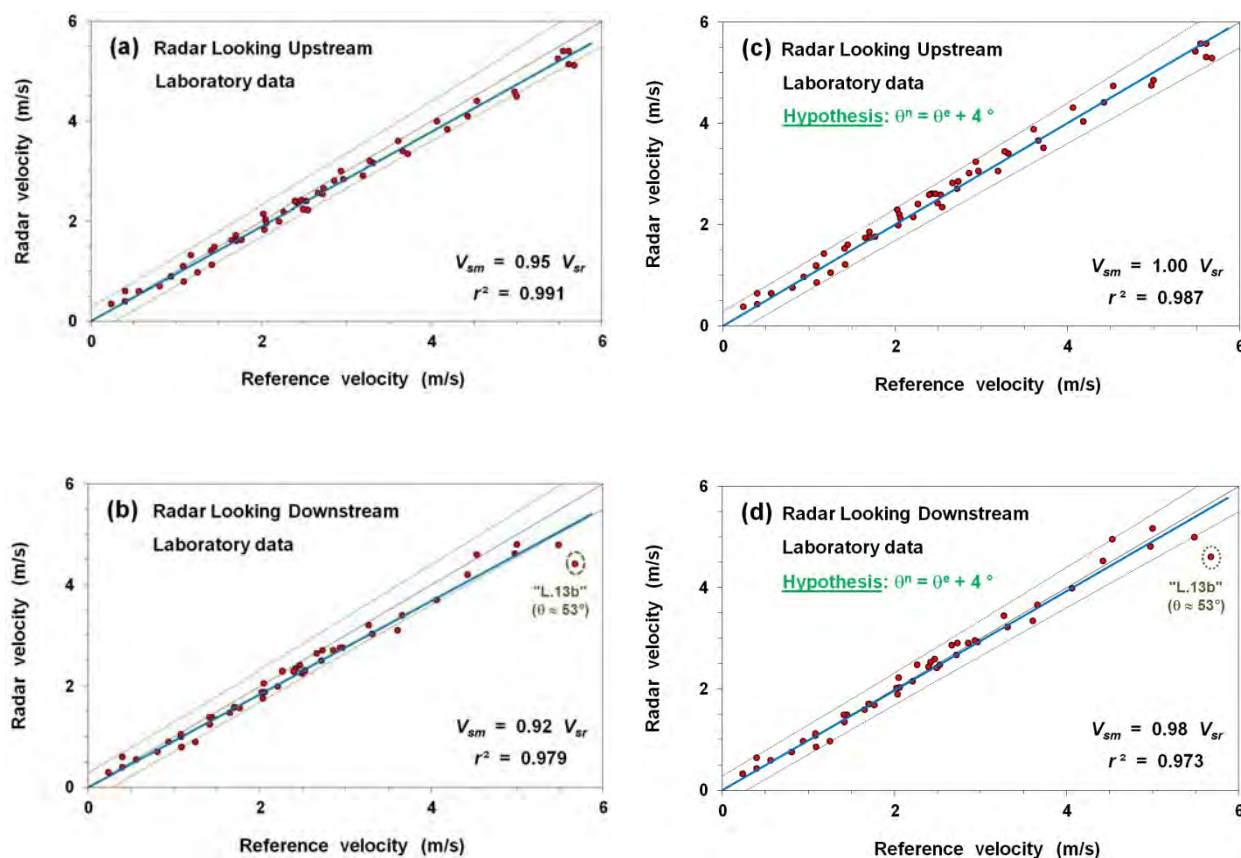 (a) Radar Looking Upstream
Laboratory data
Radar velocity (m/s)
6
4
2
0
V_sm = 0.95 V_sr
r² = 0.991
0 2 4 6
Reference velocity (m/s)
(c) Radar Looking Upstream
Laboratory data
Hypothesis: θⁿ = θᵉ + 4 °
Radar velocity (m/s)
6
4
2
0
V_sm = 1.00 V_sr
r² = 0.987
0 2 4 6
Reference velocity (m/s)
(b) Radar Looking Downstream
Laboratory data
Radar velocity (m/s)
6
4
2
0
"L.13b"
(θ ≈ 53°)
V_sm = 0.92 V_sr
r² = 0.979
0 2 4 6
Reference velocity (m/s)
(d) Radar Looking Downstream
Laboratory data
Hypothesis: θⁿ = θᵉ + 4 °
Radar velocity (m/s)
6
4
2
0
"L.13b"
(θ ≈ 53°)
V_sm = 0.98 V_sr
r² = 0.973
0 2 4 6
Reference velocity (m/s)